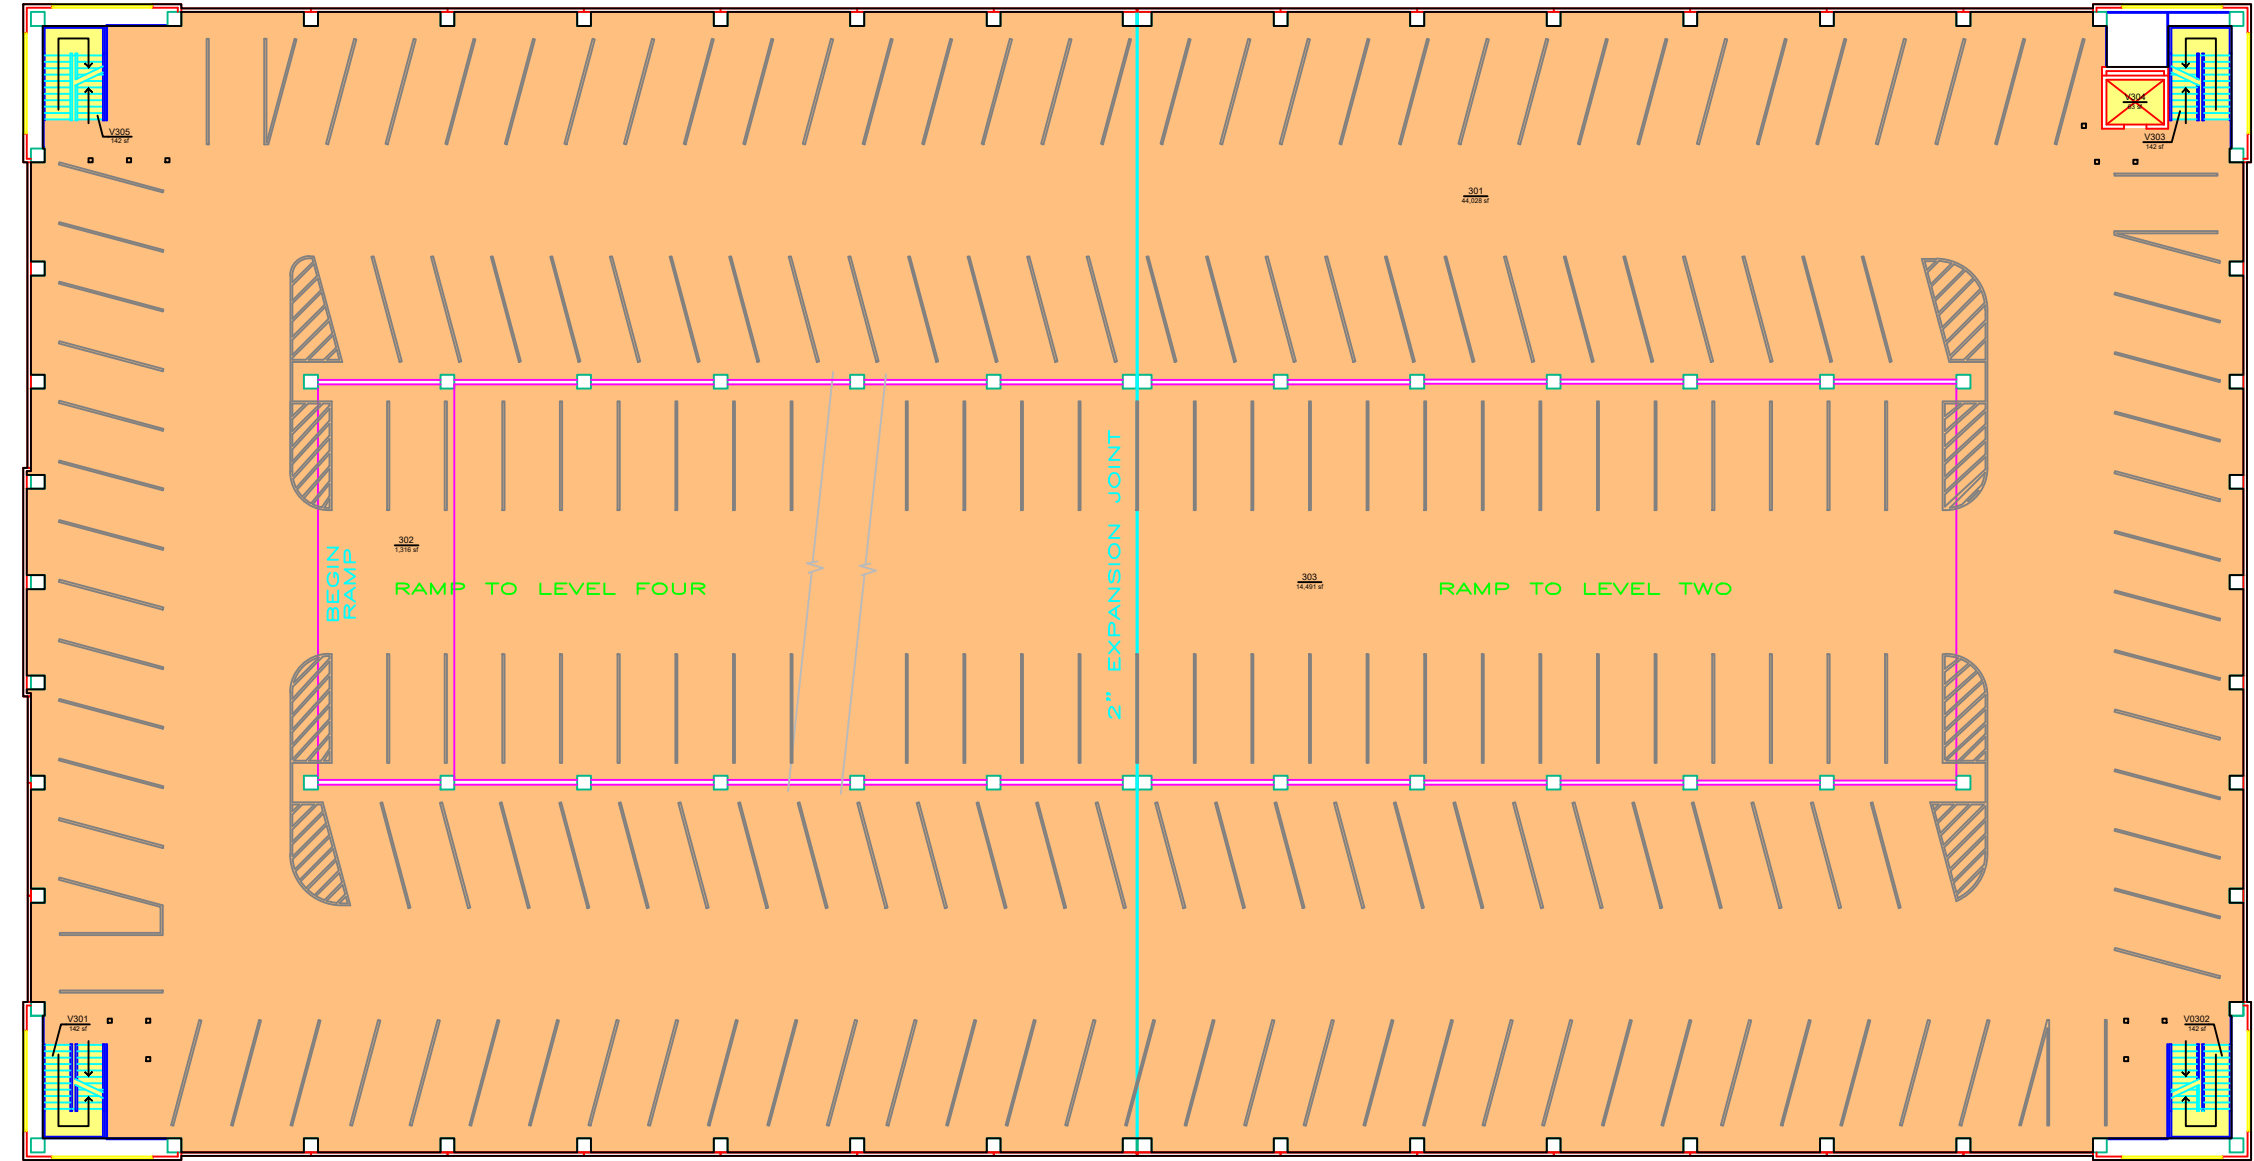 V305
142 sf
V304
63 sf
V303
142 sf
301
44,028 sf
302
1,316 sf
BEGIN
RAMP
RAMP TO LEVEL FOUR
2" EXPANSION JOINT
303
14,491 sf
RAMP TO LEVEL TWO
V301
142 sf
V0302
142 sf